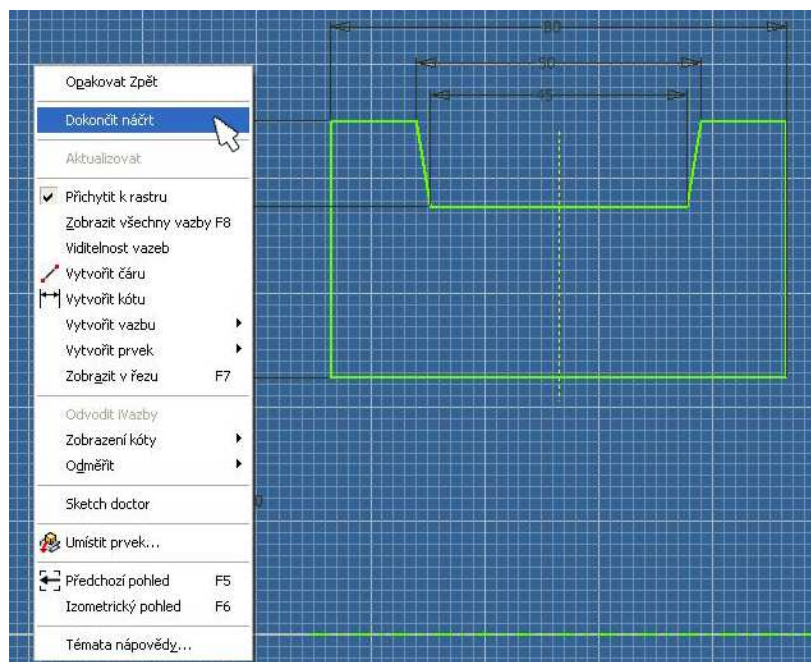 80
50
45
Opakovat Zpět
Dokončit náčrt
Aktualizovat
Přichytit k rastru
Zobrazit všechny vazby F8
Viditelnost vazeb
Vytvořit čáru
Vytvořit kótu
Vytvořit vazbu
Vytvořit prvek
Zobrazit v řezu F7
Odvodit iVazby
Zobrazení kóty
Odměřit
Sketch doctor
Umístit prvek...
Předchozí pohled F5
Izometrický pohled F6
Témata nápovědy...